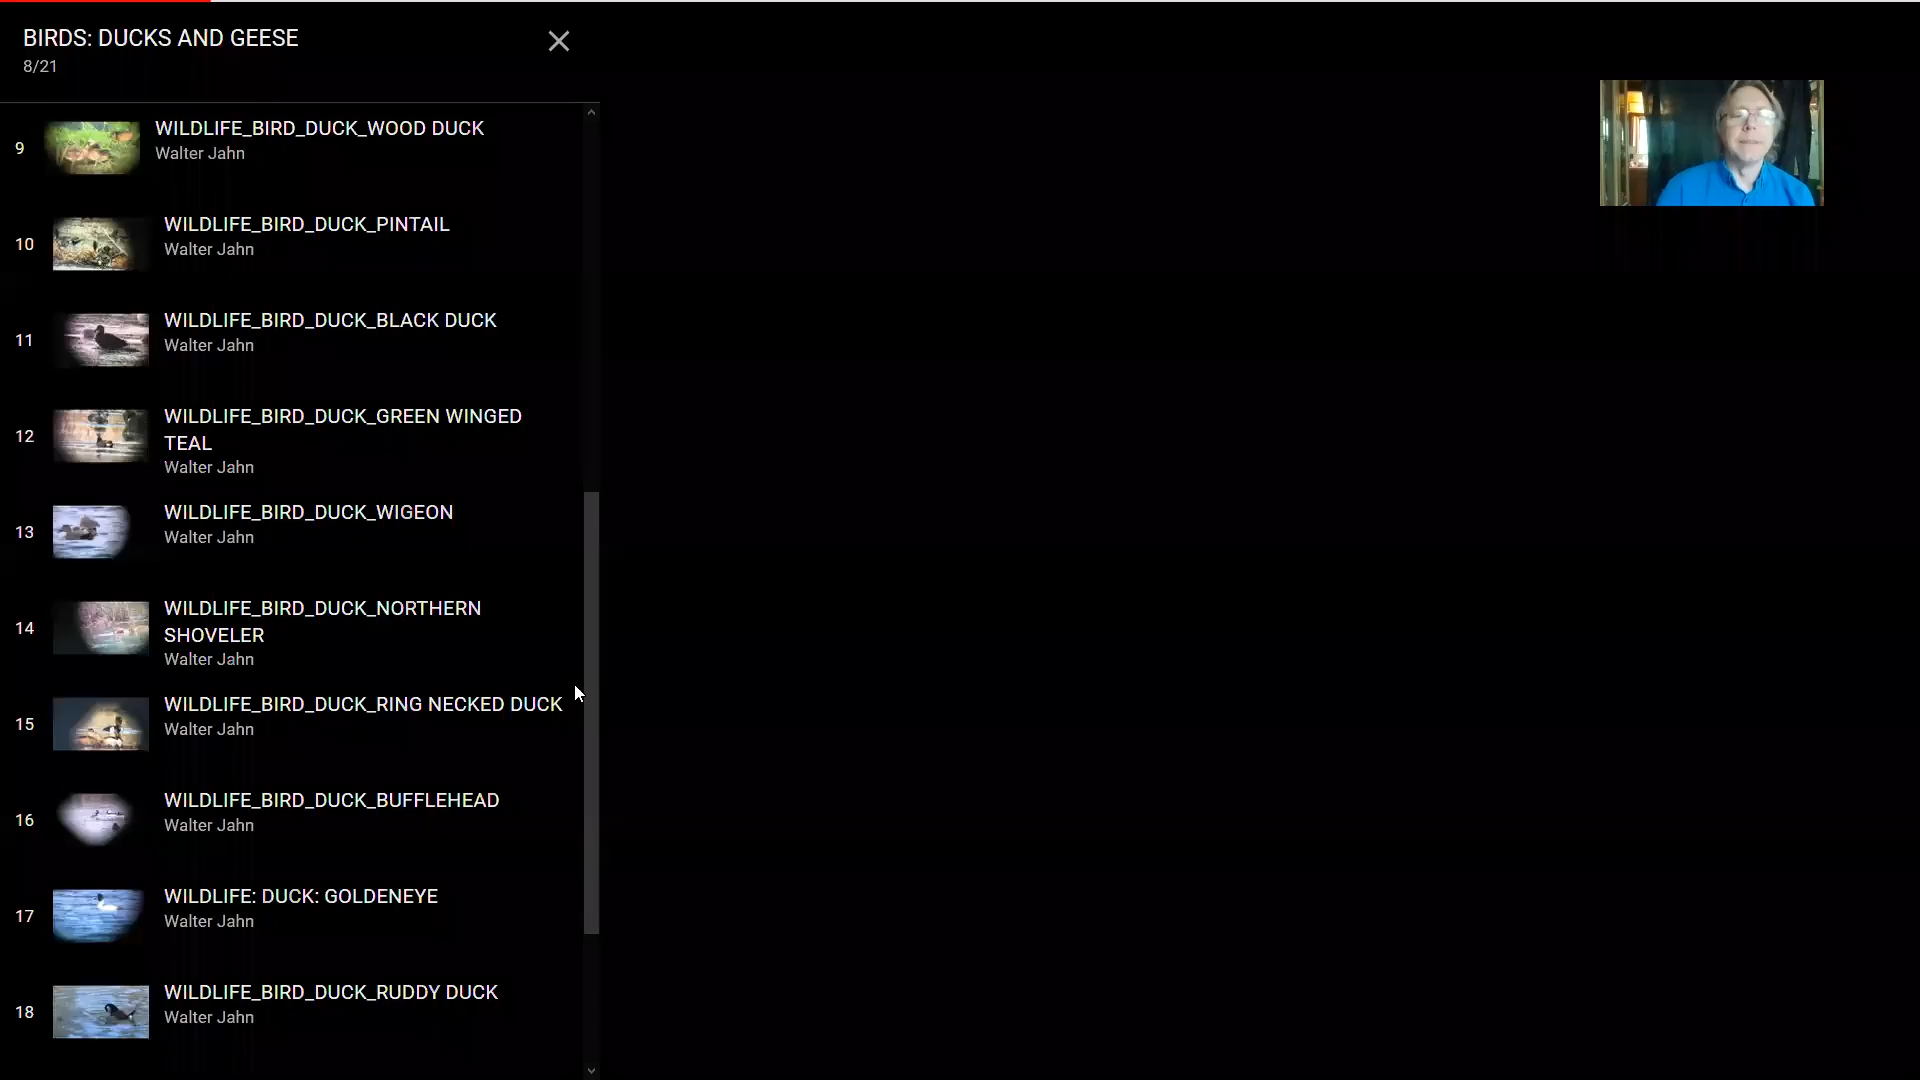 BIRDS: DUCKS AND GEESE
8/21
9
WILDLIFE_BIRD_DUCK_WOOD DUCK
Walter Jahn
10
WILDLIFE_BIRD_DUCK_PINTAIL
Walter Jahn
11
WILDLIFE_BIRD_DUCK_BLACK DUCK
Walter Jahn
12
WILDLIFE_BIRD_DUCK_GREEN WINGED
TEAL
Walter Jahn
13
WILDLIFE_BIRD_DUCK_WIGEON
Walter Jahn
14
WILDLIFE_BIRD_DUCK_NORTHERN
SHOVELER
Walter Jahn
15
WILDLIFE_BIRD_DUCK_RING NECKED DUCK
Walter Jahn
16
WILDLIFE_BIRD_DUCK_BUFFLEHEAD
Walter Jahn
17
WILDLIFE: DUCK: GOLDENEYE
Walter Jahn
18
WILDLIFE_BIRD_DUCK_RUDDY DUCK
Walter Jahn